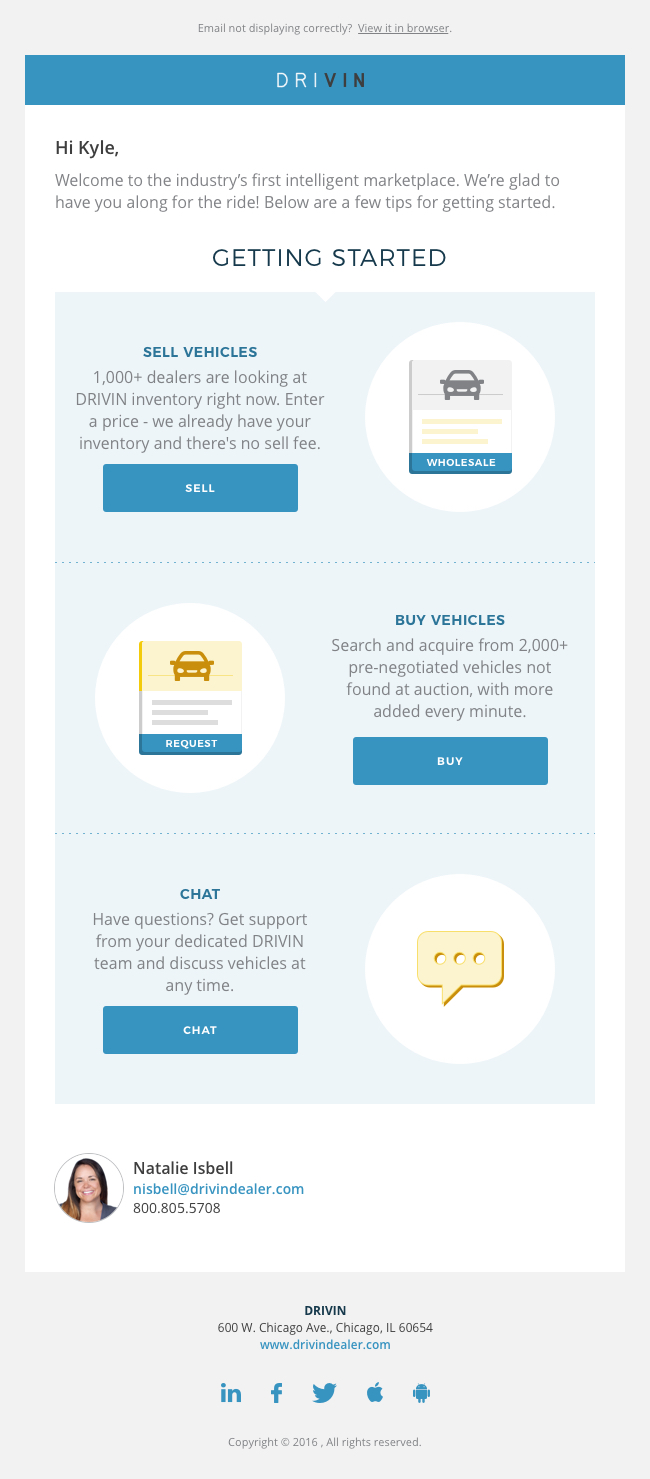 Email not displaying correctly? View it in browser.
DRIVIN
Hi Kyle,
Welcome to the industry’s first intelligent marketplace. We’re glad to
have you along for the ride! Below are a few tips for getting started.
GETTING STARTED
SELL VEHICLES
1,000+ dealers are looking at
DRIVIN inventory right now. Enter
a price - we already have your
inventory and there's no sell fee.
SELL
WHOLESALE
REQUEST
BUY VEHICLES
Search and acquire from 2,000+
pre-negotiated vehicles not
found at auction, with more
added every minute.
BUY
CHAT
Have questions? Get support
from your dedicated DRIVIN
team and discuss vehicles at
any time.
CHAT
Natalie Isbell
nisbell@drivindealer.com
800.805.5708
DRIVIN
600 W. Chicago Ave., Chicago, IL 60654
www.drivindealer.com
in f
Copyright © 2016 , All rights reserved.